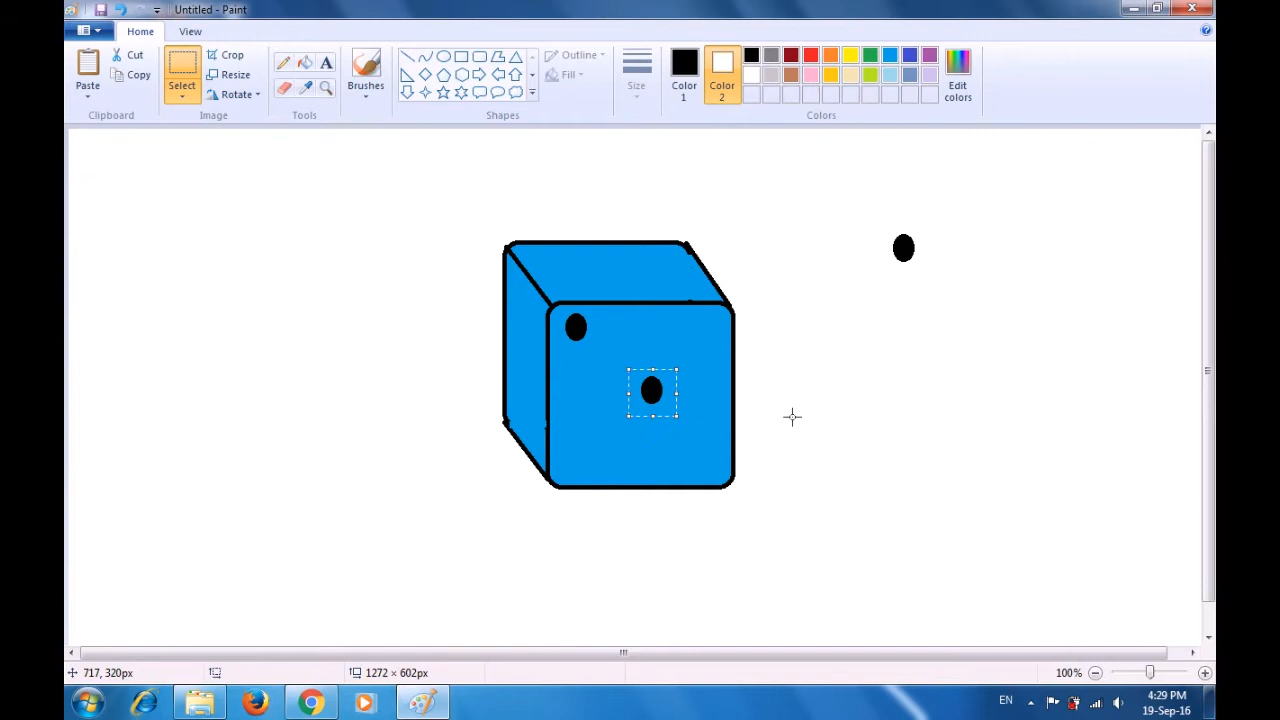 Untitled - Paint
Home View
Paste
Cut
Copy
Clipboard
Select
Crop
Resize
Rotate
Image
A
Tools
Brushes
Outline
Fill
Shapes
Size
Color 1
Color 2
Edit colors
Colors
717, 320px
1272 × 602px
100%
EN
4:29 PM
19-Sep-16